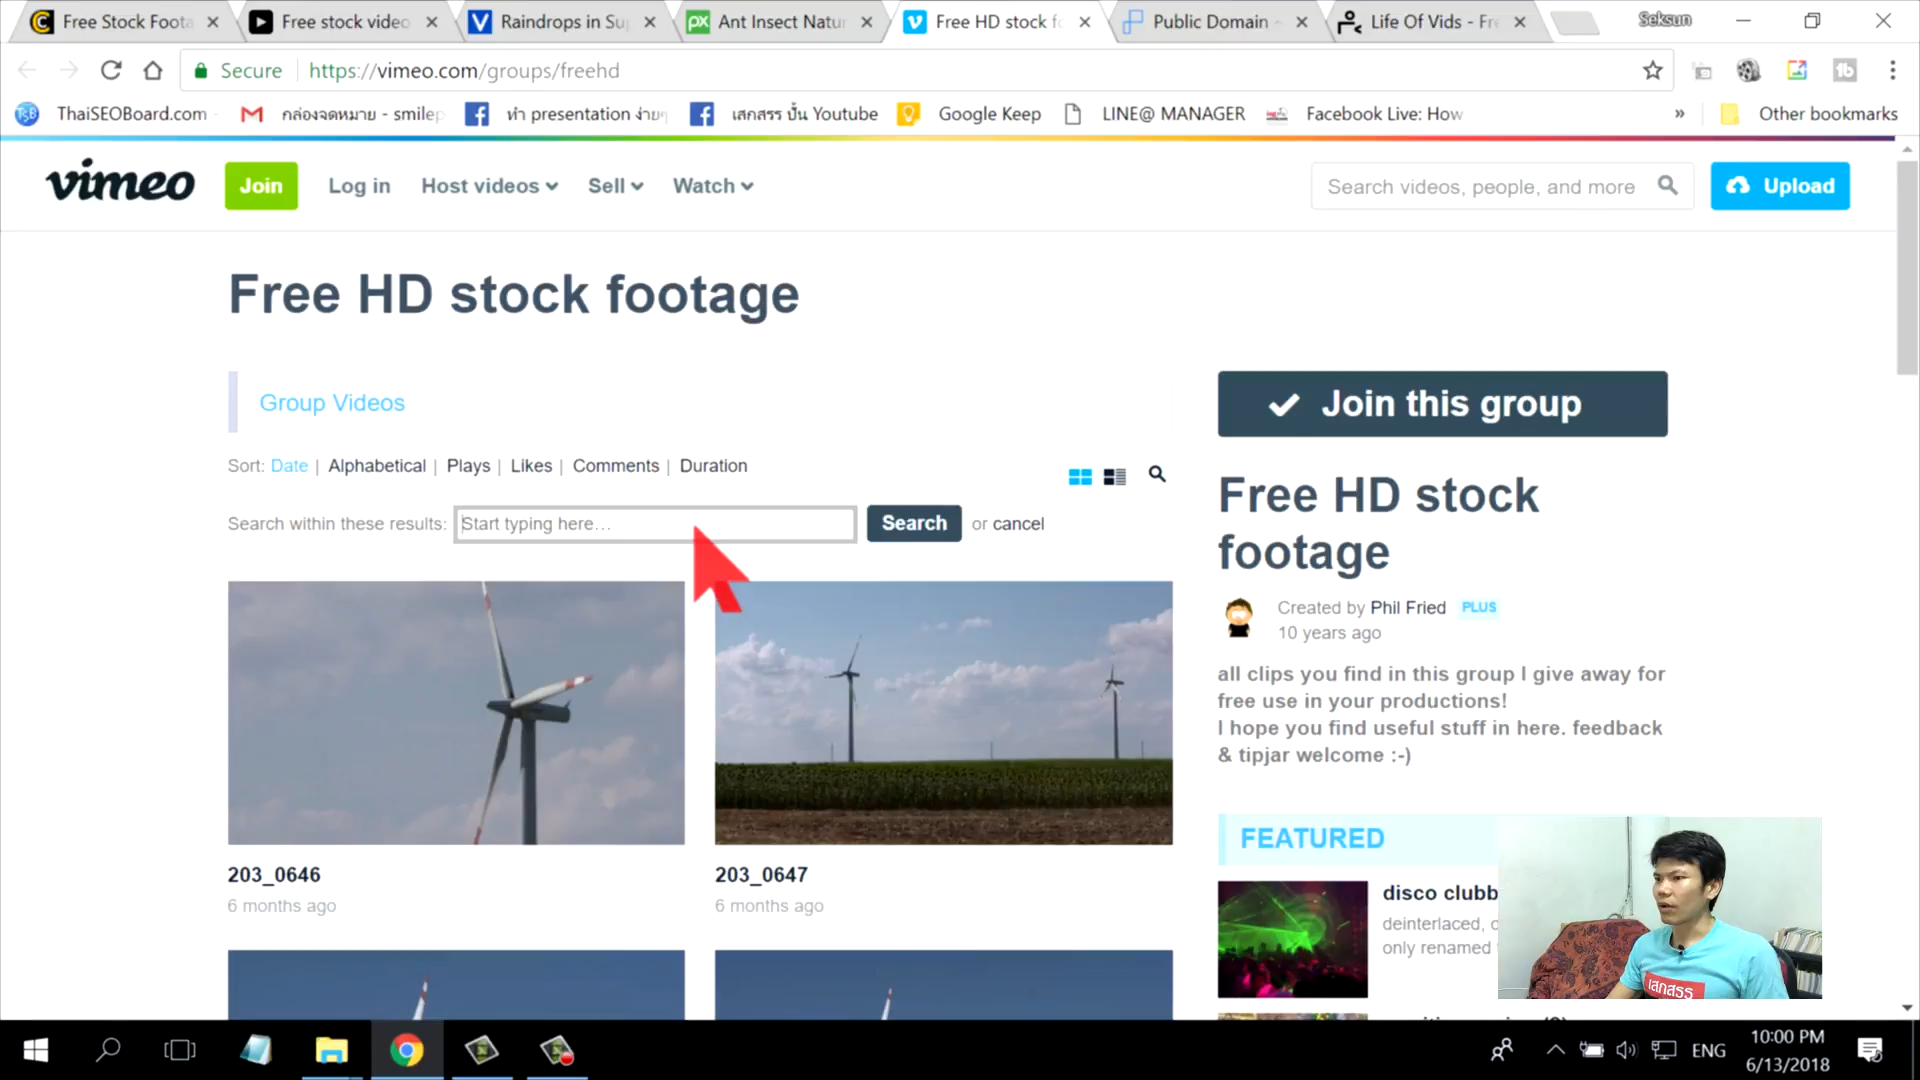 Free Stock Foota
Free stock video
Raindrops in Su
Ant Insect Natur
Free HD stock fo
Public Domain -
Life Of Vids - Fre
Seksun
Secure
https://vimeo.com/groups/freehd
ThaiSEOBoard.com
กล่องจดหมาย - smilep
ทำ presentation ง่ายๆ
เสกสรร ปั้น Youtube
Google Keep
LINE@ MANAGER
Facebook Live: How
»
Other bookmarks
vimeo
Join
Log in
Host videos
Sell
Watch
Search videos, people, and more
Upload
Free HD stock footage
Group Videos
Join this group
Sort: Date | Alphabetical | Plays | Likes | Comments | Duration
Search within these results:
Start typing here...
Search
or cancel
Free HD stock
footage
Created by Phil Fried PLUS
10 years ago
all clips you find in this group I give away for
free use in your productions!
I hope you find useful stuff in here. feedback
& tipjar welcome :-)
203_0646
6 months ago
203_0647
6 months ago
FEATURED
disco clubb
deinterlaced, c
only renamed
เสกสรร
ENG
10:00 PM
6/13/2018